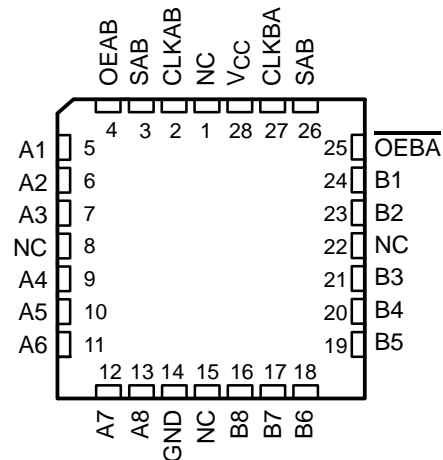 OEAB SAB CLKAB NC VCC CLKBA SAB
4 3 2 1 28 27 26
A1 5 25 OEBA
A2 6 24 B1
A3 7 23 B2
NC 8 22 NC
A4 9 21 B3
A5 10 20 B4
A6 11 19 B5
12 13 14 15 16 17 18
A7 A8 GND NC B8 B7 B6